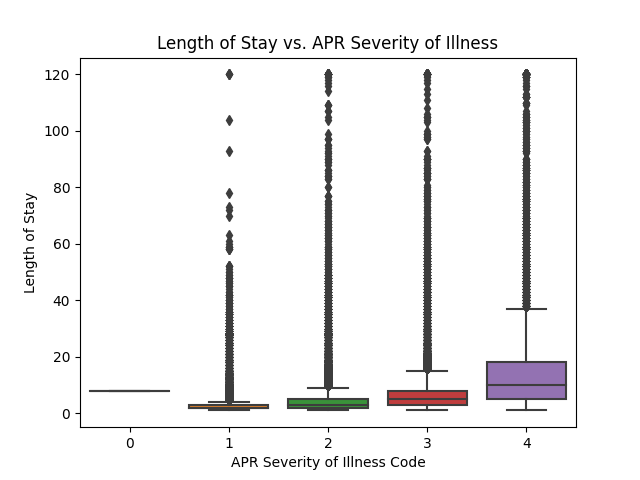 Length of Stay vs. APR Severity of Illness
120
100
80
60
40
20
0
Length of Stay
0 1 2 3 4
APR Severity of Illness Code